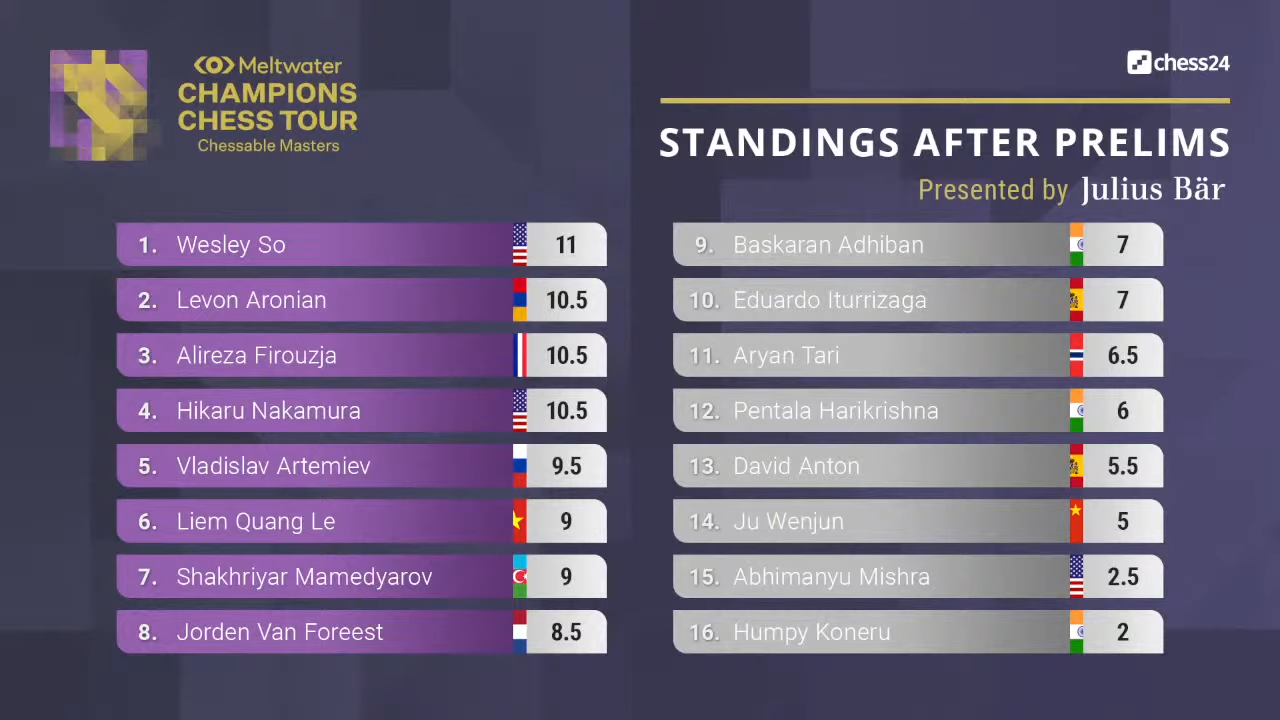 Meltwater
CHAMPIONS
CHESS TOUR
Chessable Masters
chess24
STANDINGS AFTER PRELIMS
Presented by Julius Bär
1. Wesley So 11
2. Levon Aronian 10.5
3. Alireza Firouzja 10.5
4. Hikaru Nakamura 10.5
5. Vladislav Artemiev 9.5
6. Liem Quang Le 9
7. Shakhriyar Mamedyarov 9
8. Jorden Van Foreest 8.5
9. Baskaran Adhiban 7
10. Eduardo Iturrizaga 7
11. Aryan Tari 6.5
12. Pentala Harikrishna 6
13. David Anton 5.5
14. Ju Wenjun 5
15. Abhimanyu Mishra 2.5
16. Humpy Koneru 2